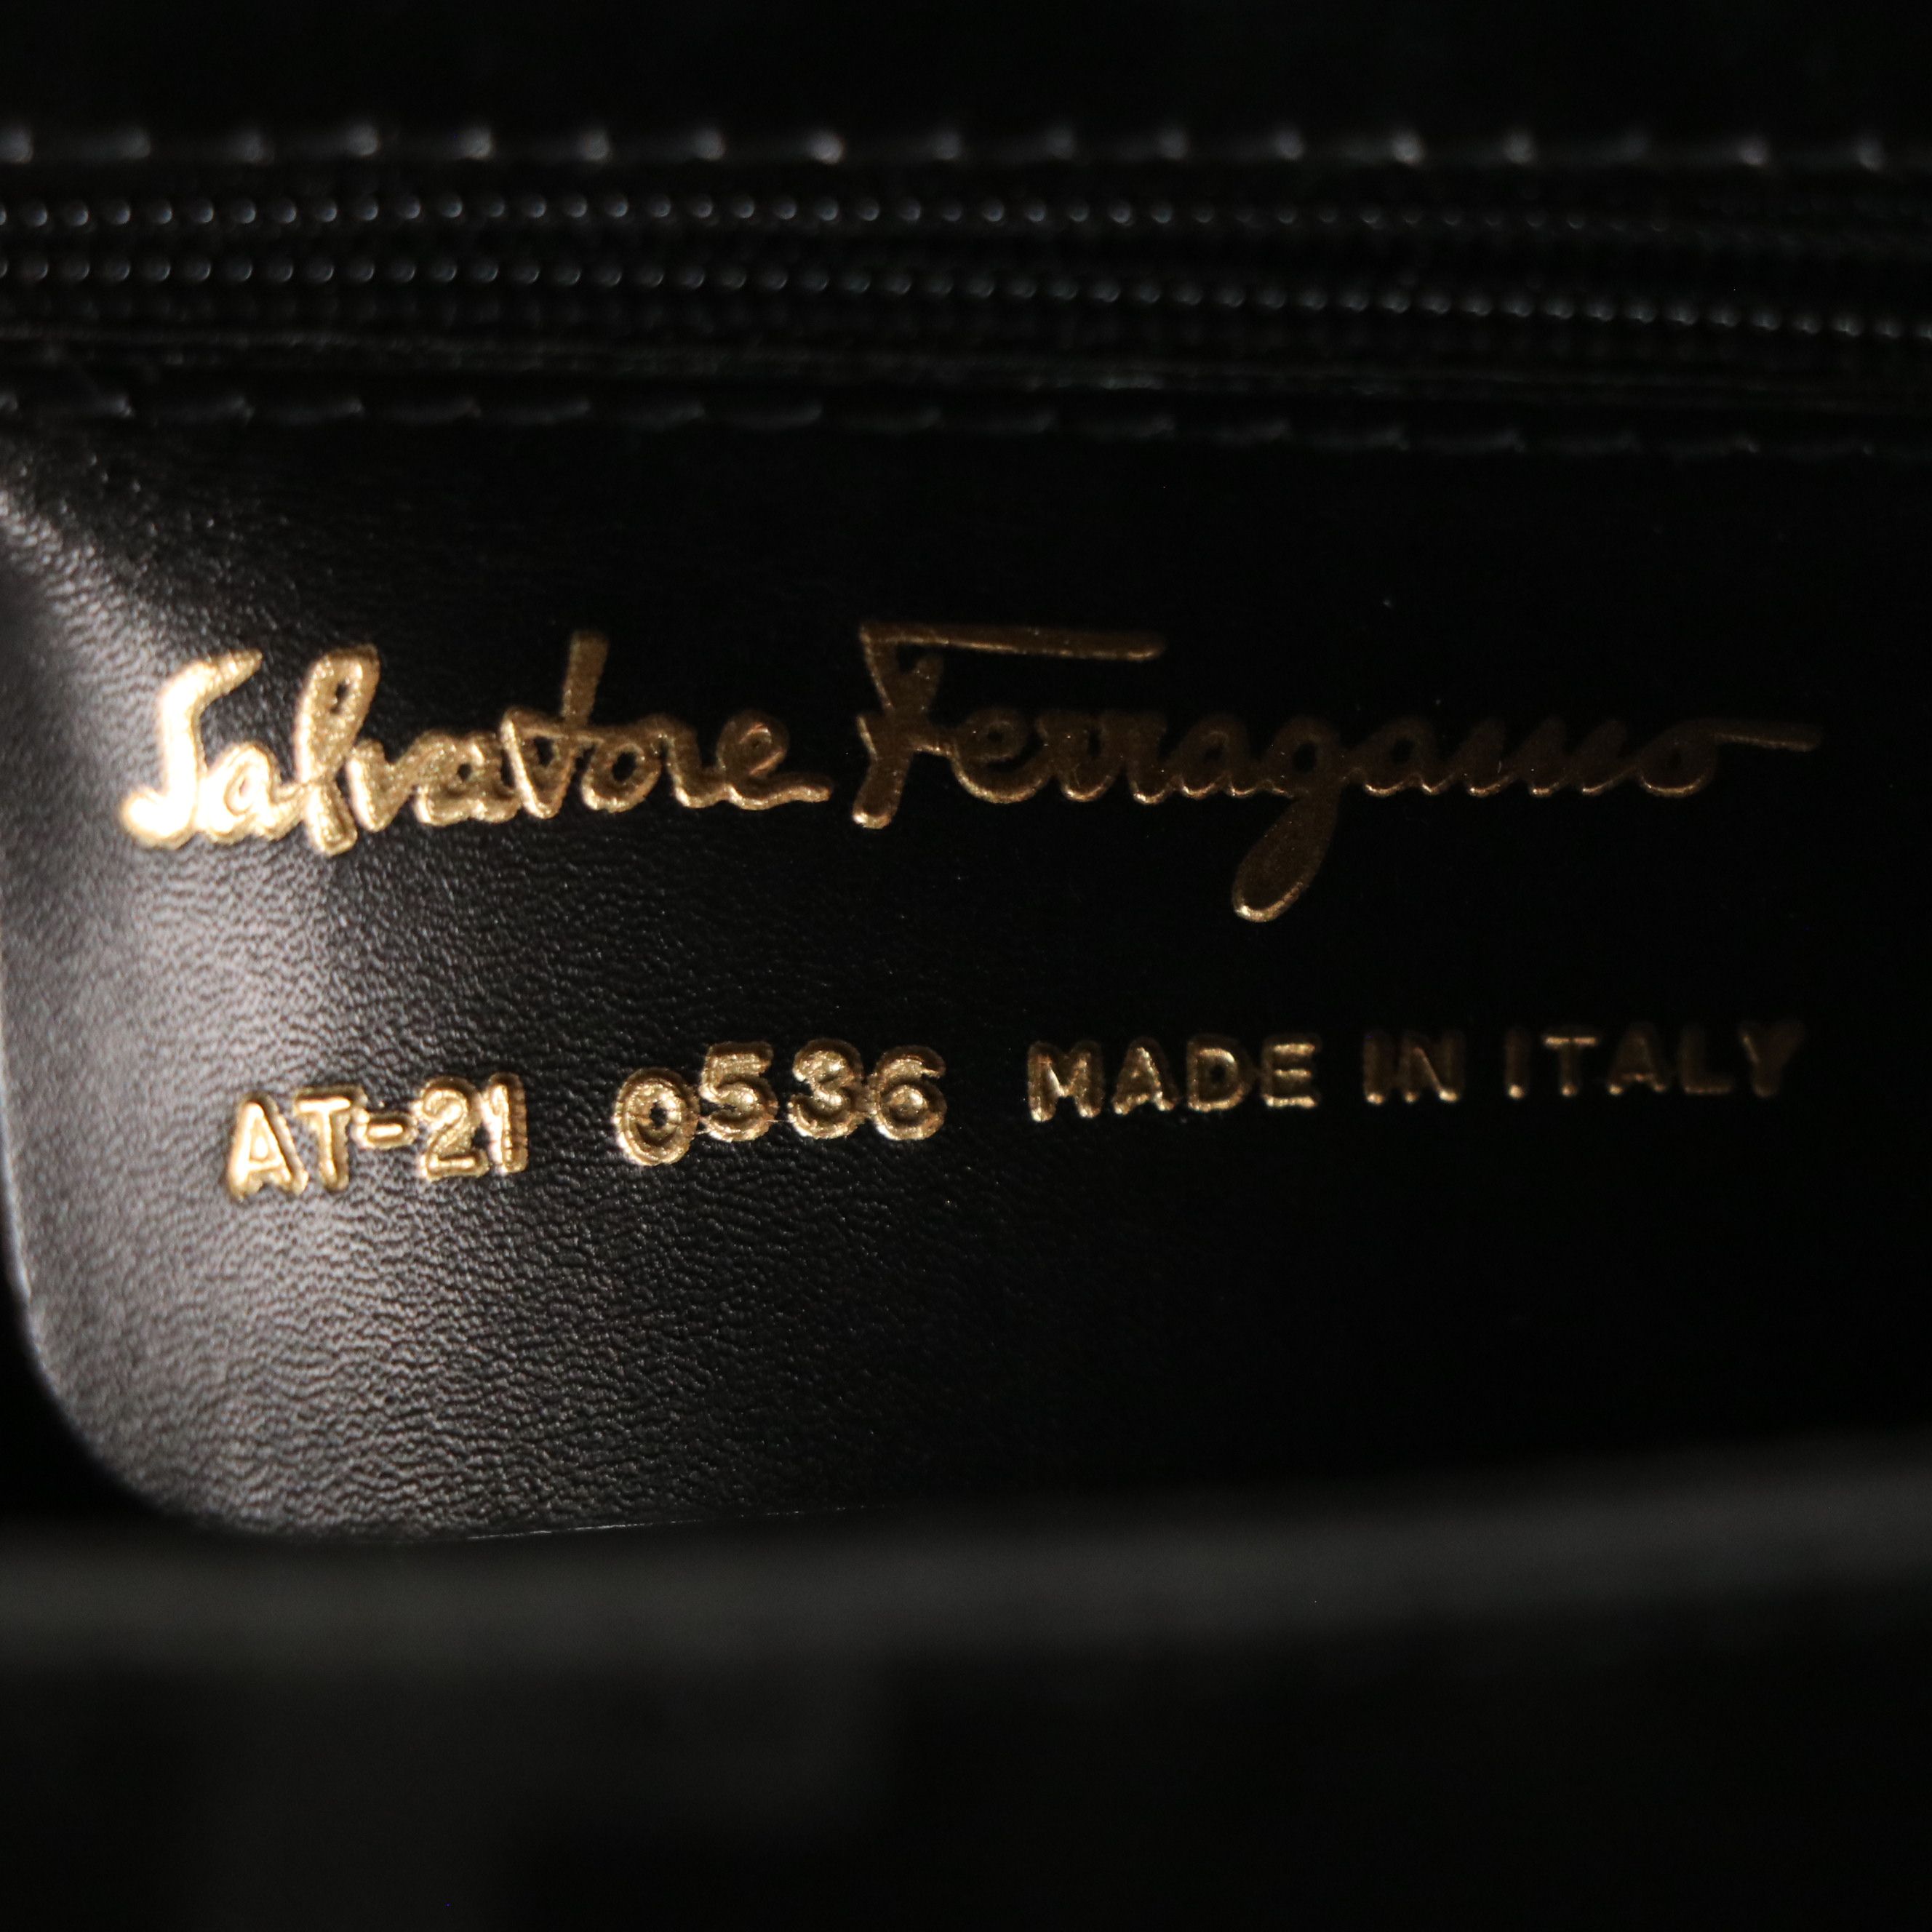 Salvatore Ferragamo
AT-21 0536 MADE IN ITALY